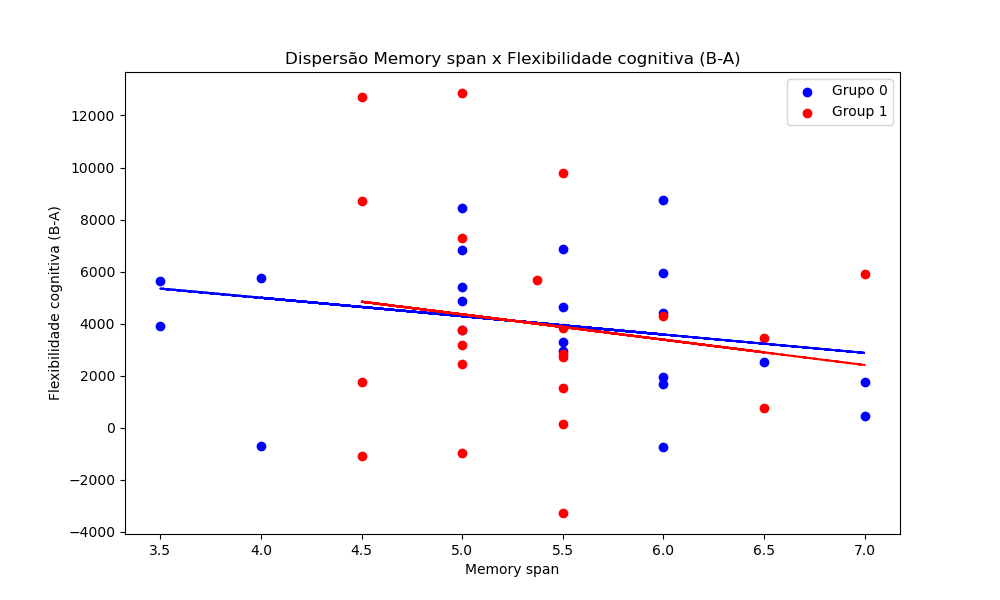 Dispersão Memory span x Flexibilidade cognitiva (B-A)
Grupo 0
Group 1
12000
10000
8000
6000
4000
2000
0
−2000
−4000
Flexibilidade cognitiva (B-A)
3.5 4.0 4.5 5.0 5.5 6.0 6.5 7.0
Memory span